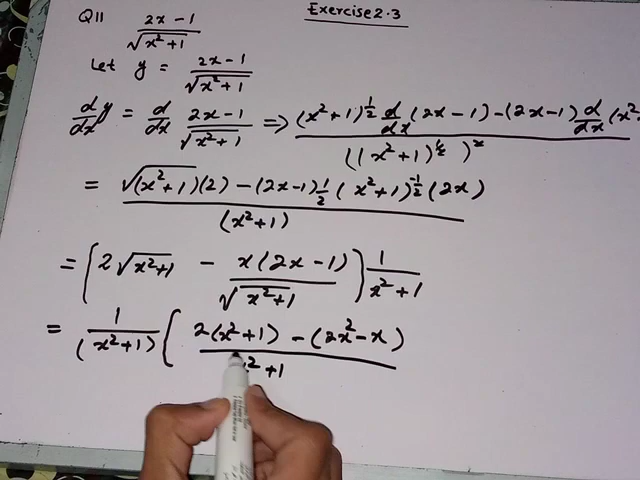 Exercise 2.3
Q11 (2x-1)/√(x²+1)
Let y = (2x-1)/√(x²+1)
d/dx y = d/dx (2x-1)/√(x²+1) => ((x²+1)^(1/2) d/dx (2x-1) - (2x-1) d/dx (x²
((x²+1)^(1/2))²
= (√(x²+1)(2) - (2x-1) 1/2 (x²+1)^(-1/2) (2x))/(x²+1)
= (2√(x²+1) - x(2x-1)/√(x²+1)) 1/(x²+1)
= 1/(x²+1) ( (2(x²+1) - (2x²-x))/x²+1